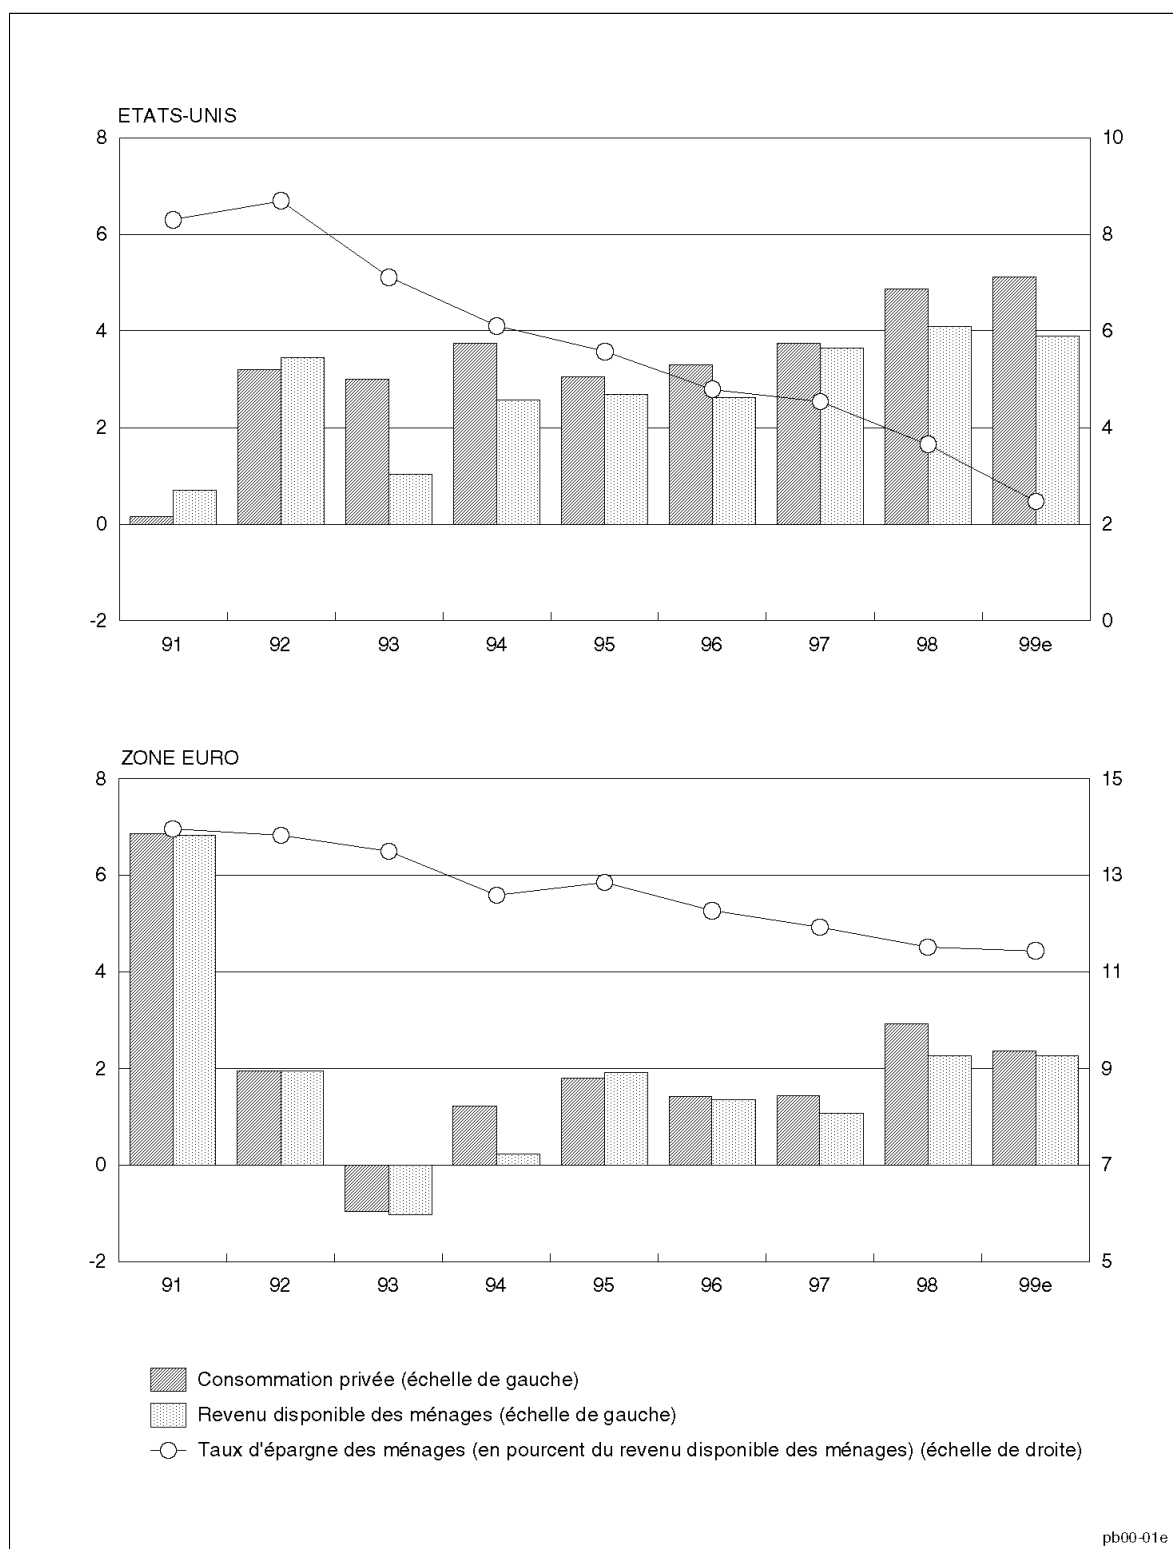 ETATS-UNIS
8 10
6 8
4 6
2 4
0 2
-2 0
91 92 93 94 95 96 97 98 99e
ZONE EURO
8 15
6 13
4 11
2 9
0 7
-2 5
91 92 93 94 95 96 97 98 99e
Consommation privée (échelle de gauche)
Revenu disponible des ménages (échelle de gauche)
Taux d'épargne des ménages (en pourcent du revenu disponible des ménages) (échelle de droite)
pb00-01e